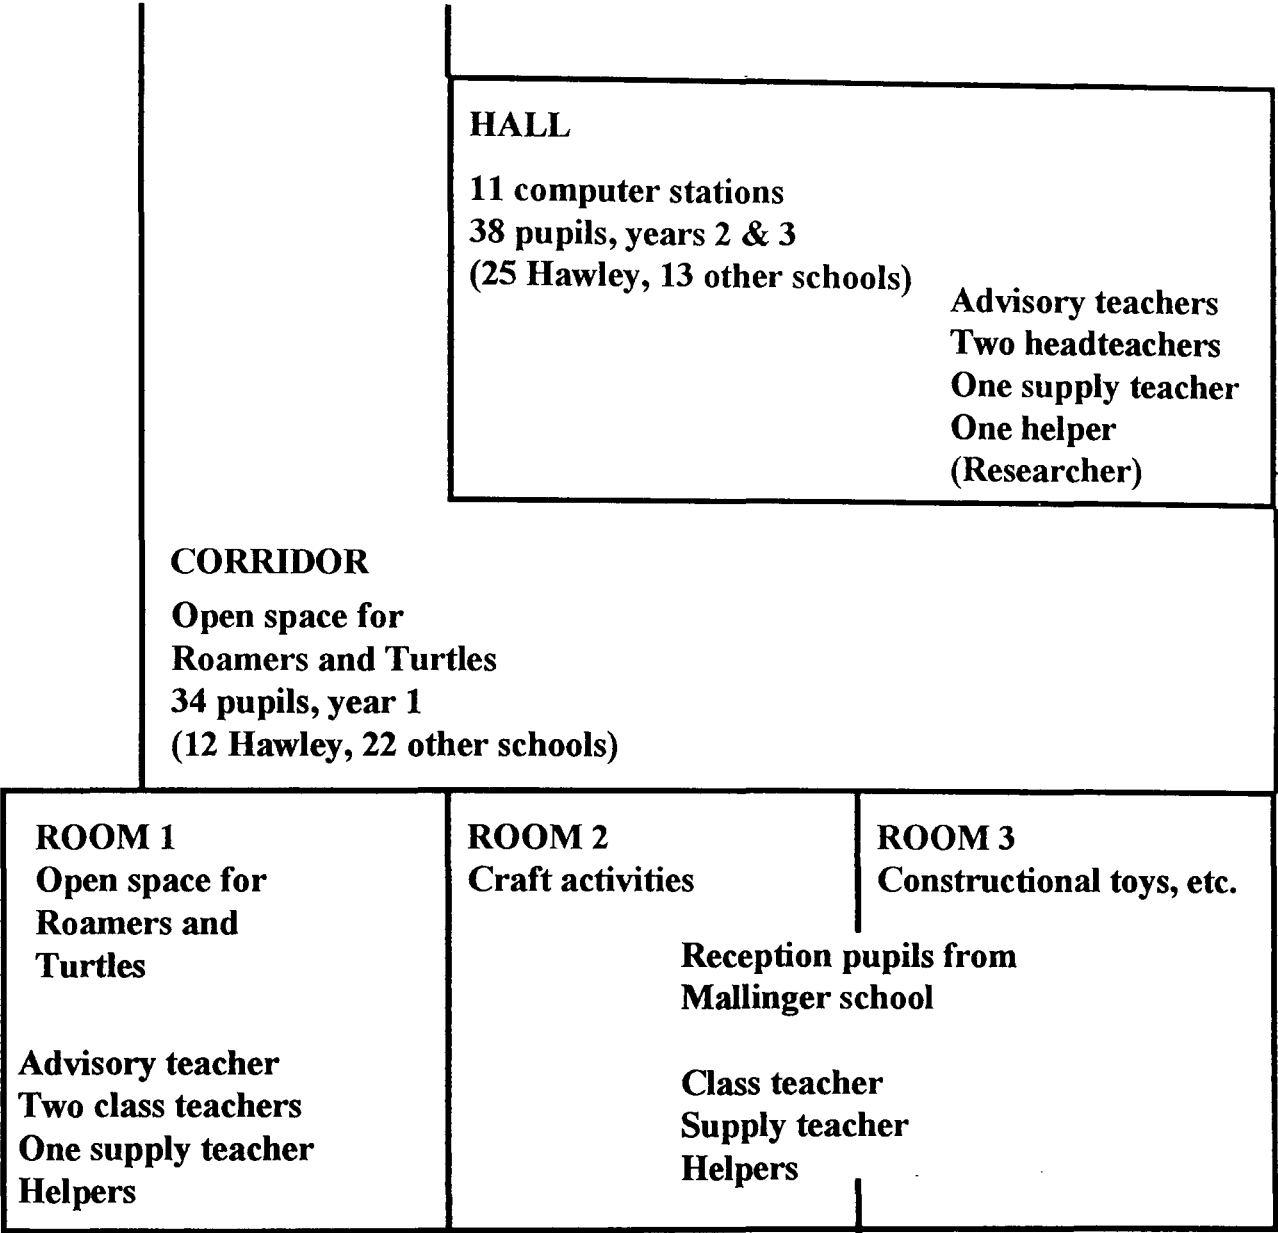 HALL
11 computer stations
38 pupils, years 2 & 3
(25 Hawley, 13 other schools)
Advisory teachers
Two headteachers
One supply teacher
One helper
(Researcher)
CORRIDOR
Open space for
Roamers and Turtles
34 pupils, year 1
(12 Hawley, 22 other schools)
ROOM 1
Open space for
Roamers and
Turtles
Advisory teacher
Two class teachers
One supply teacher
Helpers
ROOM 2
Craft activities
ROOM 3
Constructional toys, etc.
Reception pupils from
Mallinger school
Class teacher
Supply teacher
Helpers